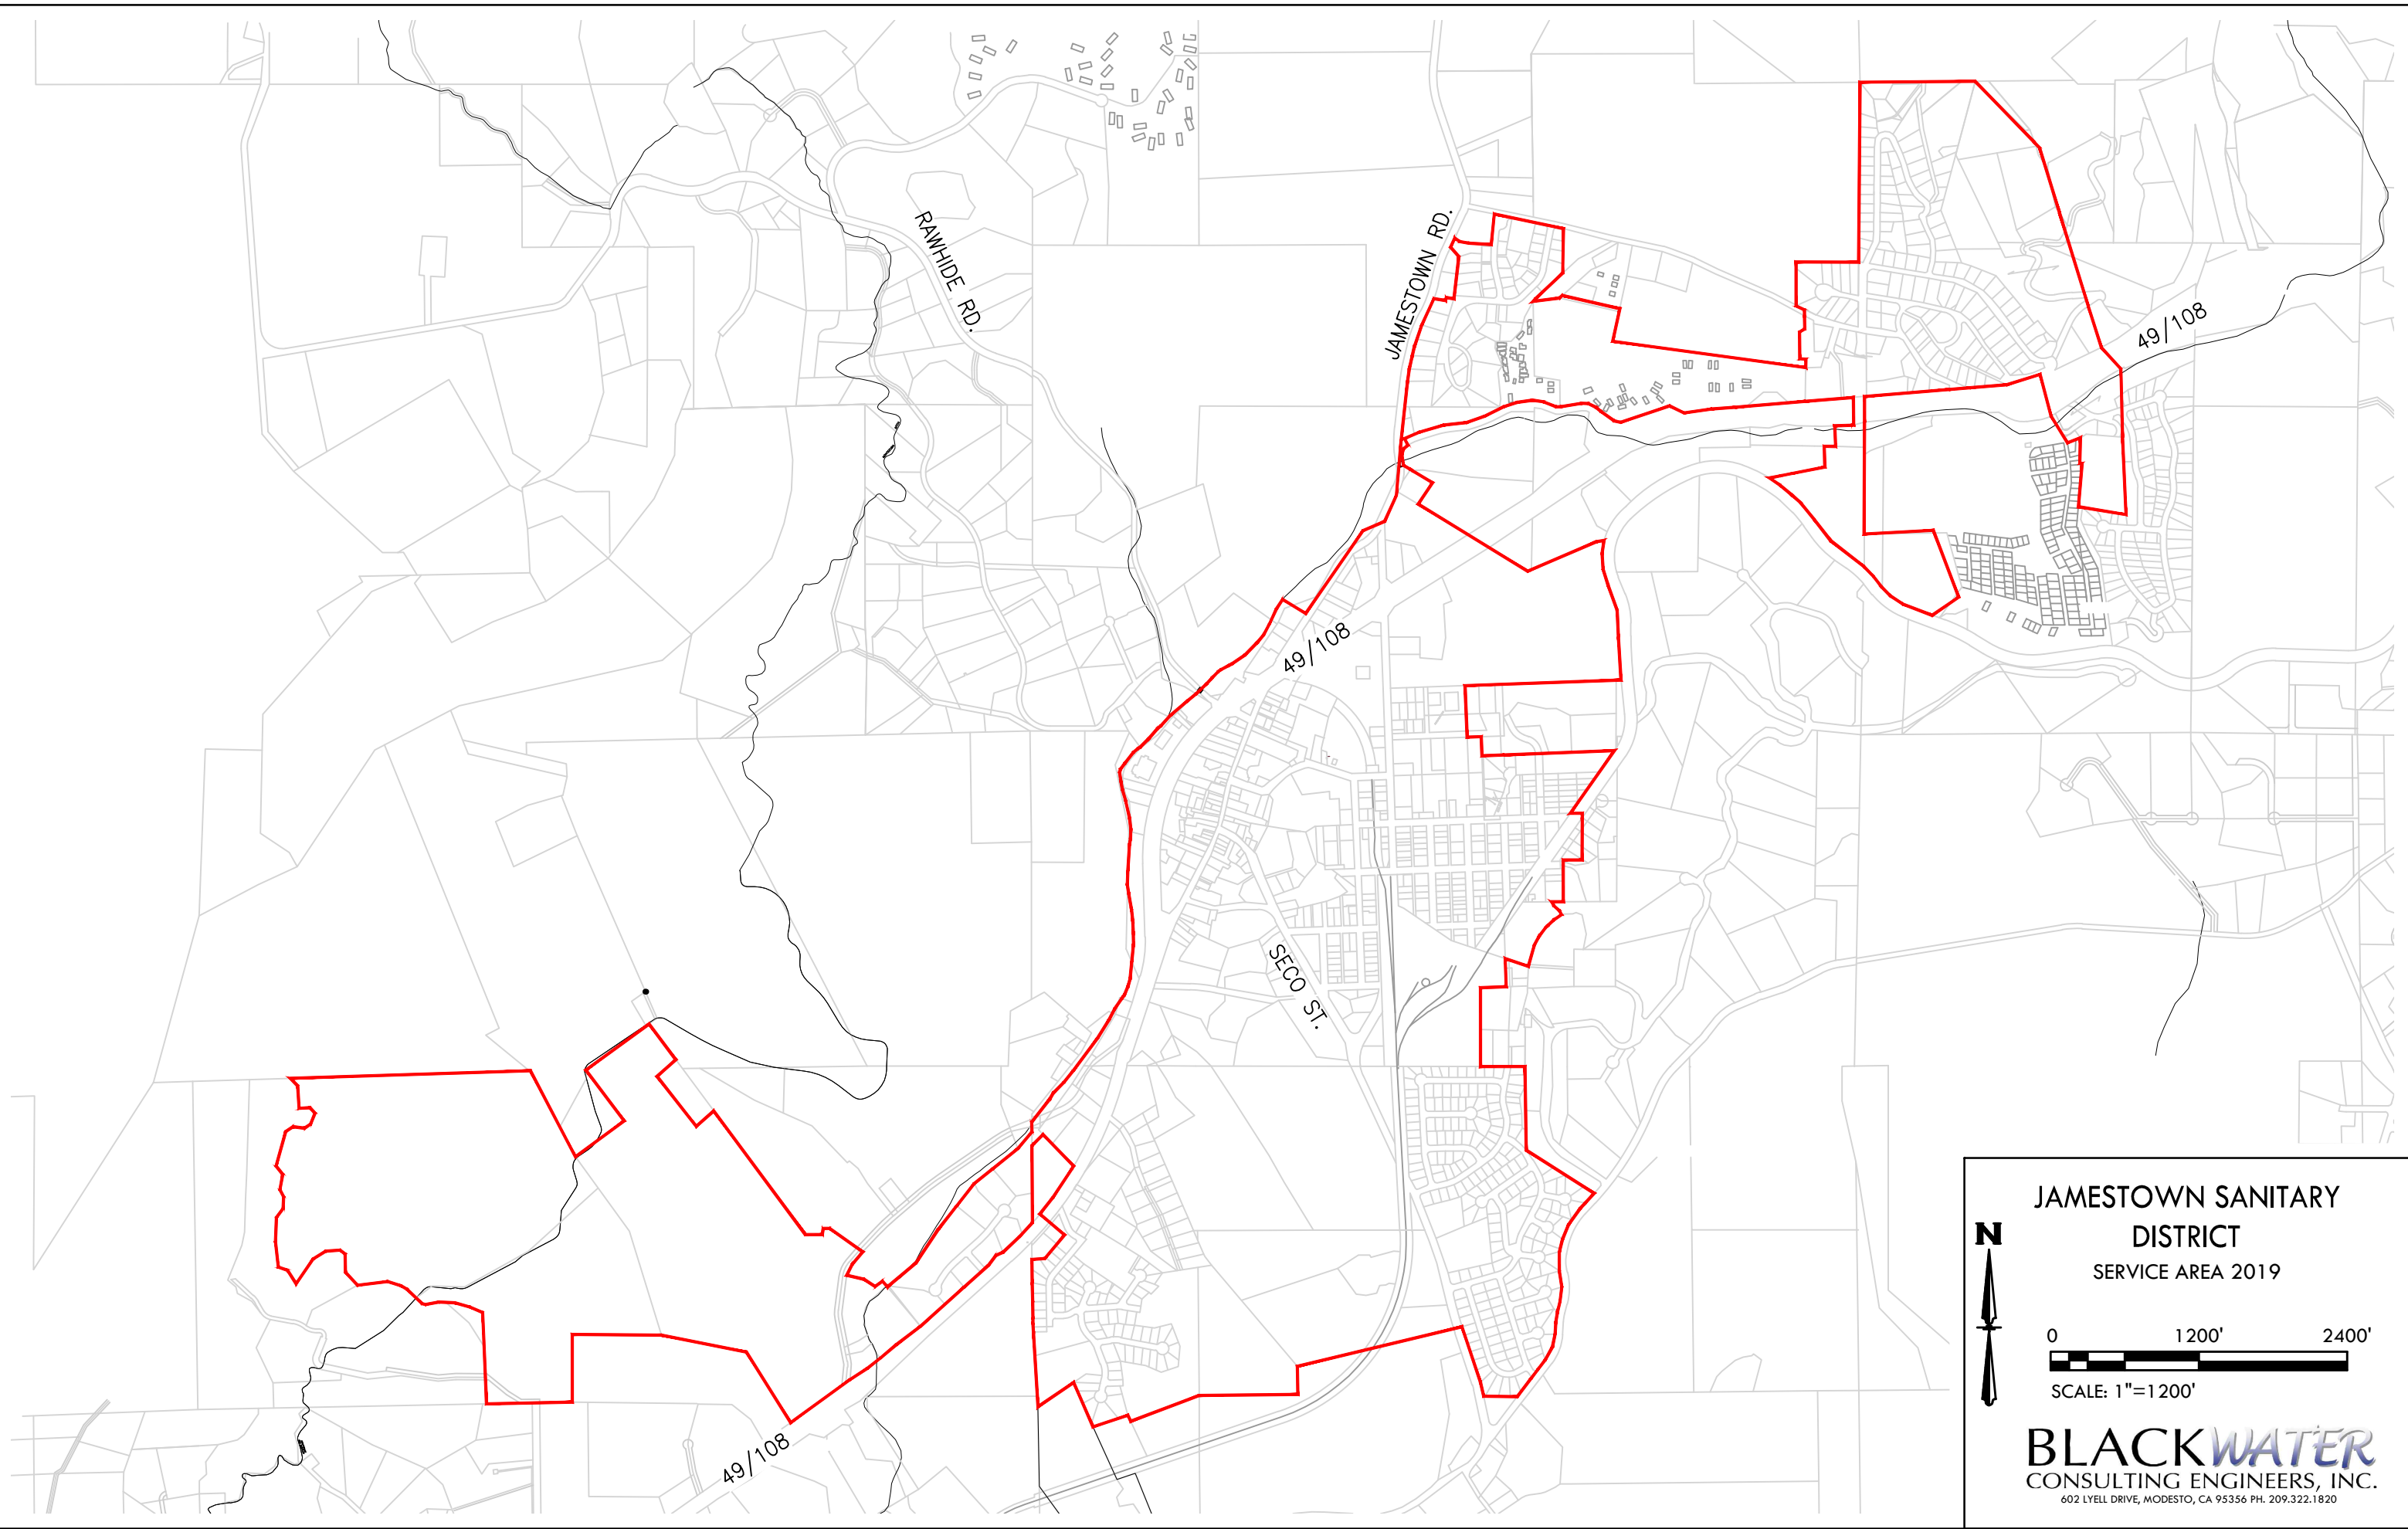 RAWHIDE RD.
JAMESTOWN RD.
49/108
49/108
SECO ST.
49/108
JAMESTOWN SANITARY
DISTRICT
SERVICE AREA 2019
N
0 1200' 2400'
SCALE: 1"=1200'
BLACKWATER
CONSULTING ENGINEERS, INC.
602 LYELL DRIVE, MODESTO, CA 95356 PH. 209.322.1820